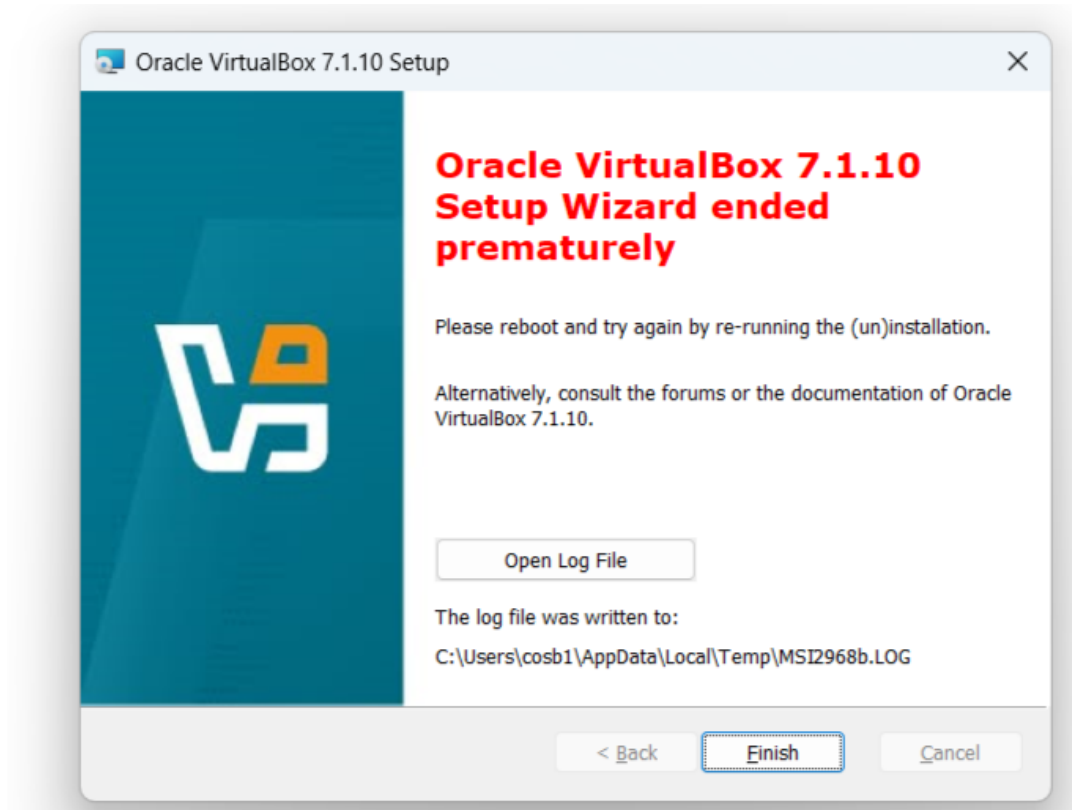 Oracle VirtualBox 7.1.10 Setup
Oracle VirtualBox 7.1.10
Setup Wizard ended
prematurely
Please reboot and try again by re-running the (un)installation.
Alternatively, consult the forums or the documentation of Oracle
VirtualBox 7.1.10.
Open Log File
The log file was written to:
C:\Users\cosb1\AppData\Local\Temp\MSI2968b.LOG
< Back
Finish
Cancel